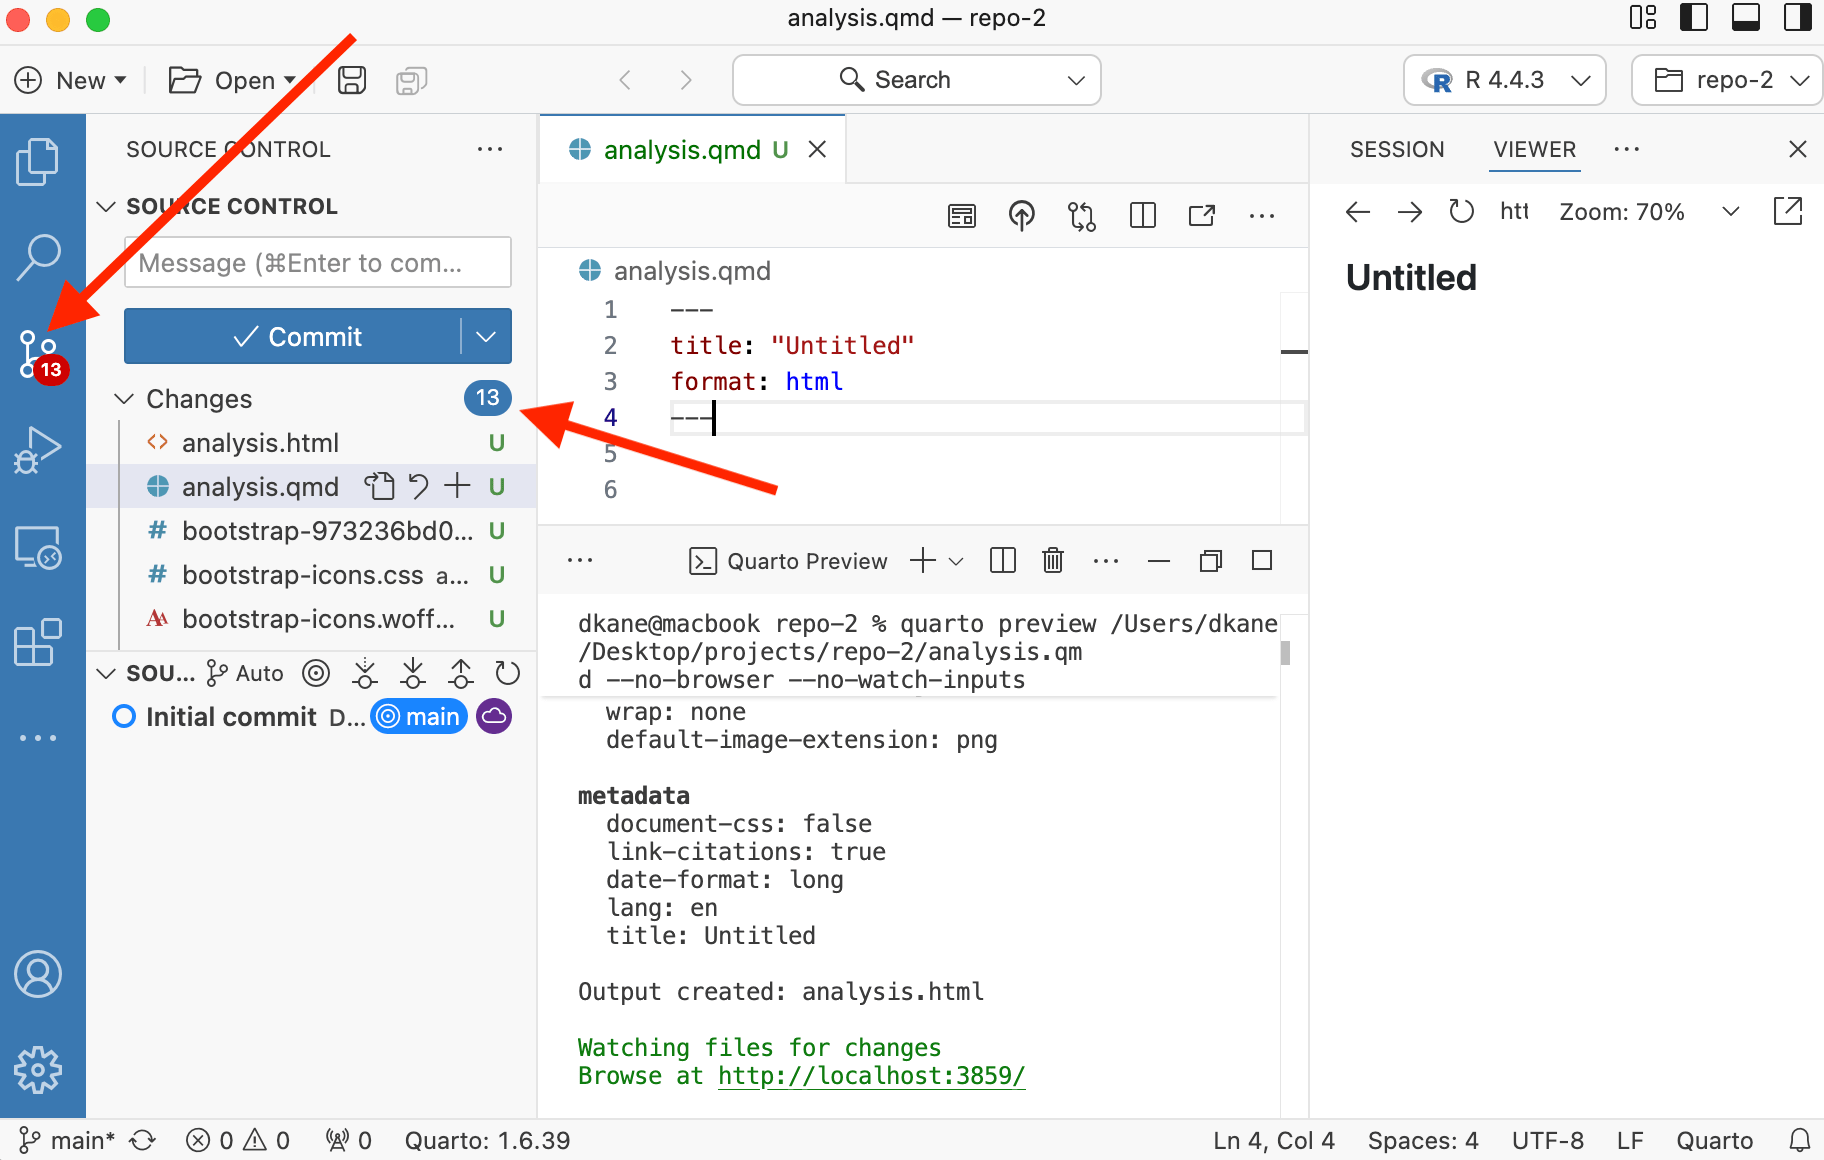 analysis.qmd — repo-2
New
Open
Search
R 4.4.3
repo-2
SOURCE CONTROL
SOURCE CONTROL
Message (⌘Enter to com...
Commit
13
Changes
13
analysis.html U
analysis.qmd U
bootstrap-973236bd0... U
bootstrap-icons.css a... U
bootstrap-icons.woff... U
SOU... Auto
Initial commit D... main
analysis.qmd U
analysis.qmd
1 ---
2 title: "Untitled"
3 format: html
4 ---
5
6
Quarto Preview
dkane@macbook repo-2 % quarto preview /Users/dkane
/Desktop/projects/repo-2/analysis.qm
d --no-browser --no-watch-inputs
wrap: none
default-image-extension: png
metadata
document-css: false
link-citations: true
date-format: long
lang: en
title: Untitled
Output created: analysis.html
Watching files for changes
Browse at http://localhost:3859/
SESSION
VIEWER
htt
Zoom: 70%
Untitled
main* 0 0 0 Quarto: 1.6.39
Ln 4, Col 4 Spaces: 4 UTF-8 LF Quarto